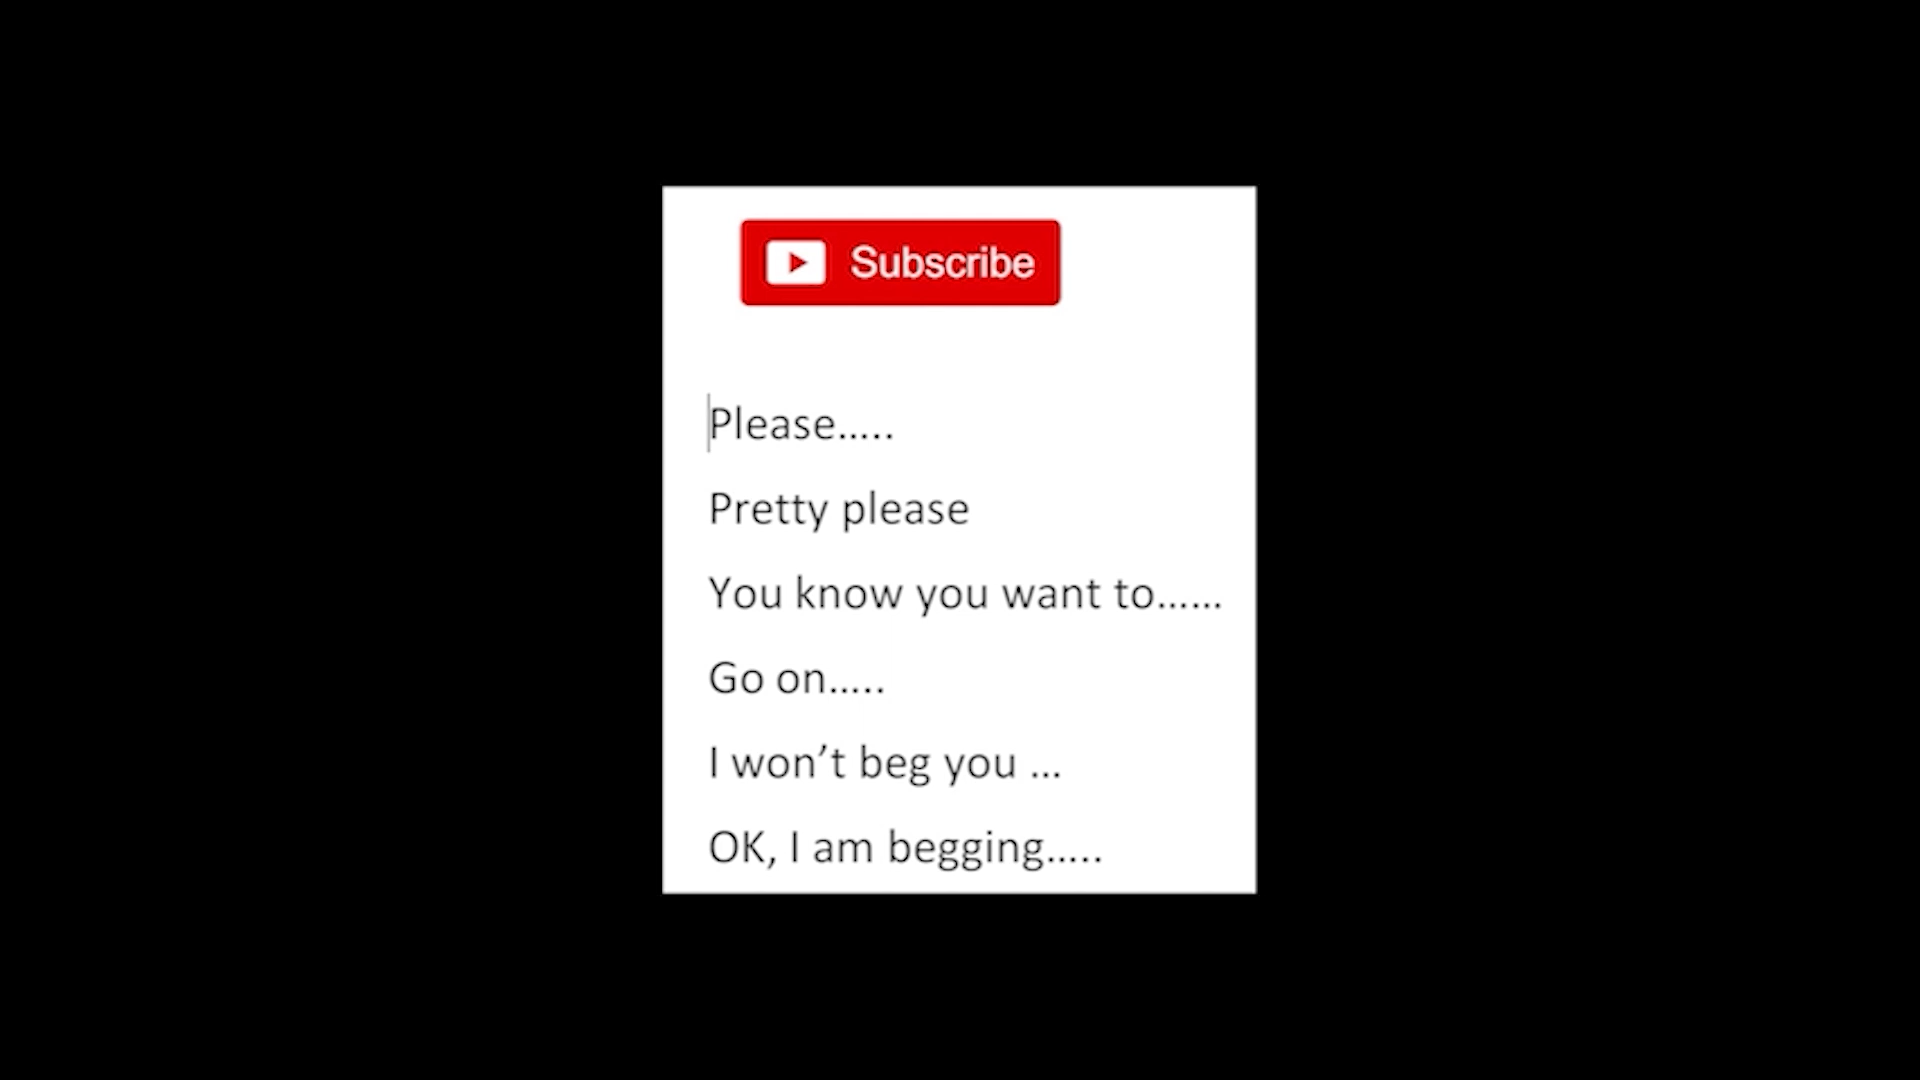 Subscribe
Please.....
Pretty please
You know you want to......
Go on.....
I won’t beg you ...
OK, I am begging.....